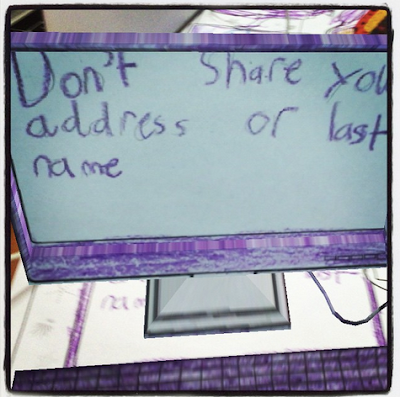 Don't Share you
address or last
name